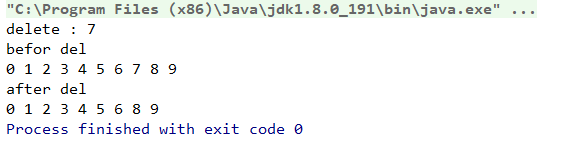 "C:\Program Files (x86)\Java\jdk1.8.0_191\bin\java.exe" ...
delete : 7
befor del
0 1 2 3 4 5 6 7 8 9
after del
0 1 2 3 4 5 6 8 9
Process finished with exit code 0